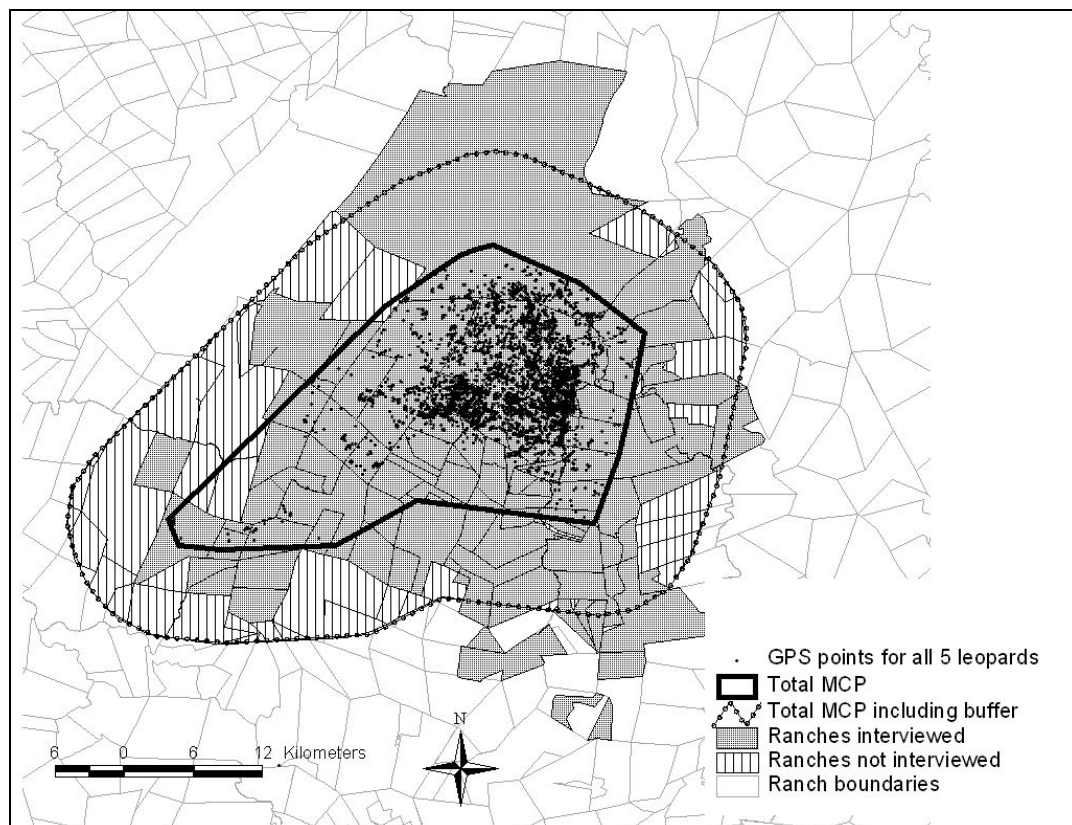 GPS points for all 5 leopards
Total MCP
Total MCP including buffer
Ranches interviewed
Ranches not interviewed
Ranch boundaries
N
6 0 6 12 Kilometers